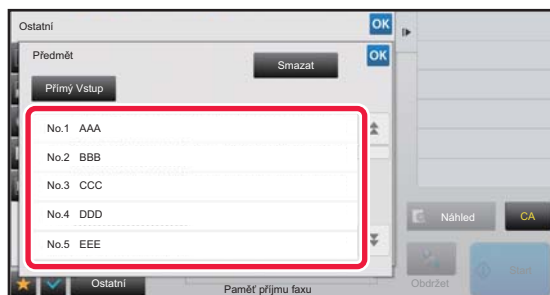 Ostatní OK
Předmět Smazat OK
Přímý Vstup
No.1 AAA
No.2 BBB
No.3 CCC
No.4 DDD
No.5 EEE
Náhled CA
Ostatní Paměť příjmu faxu Obdržet Start